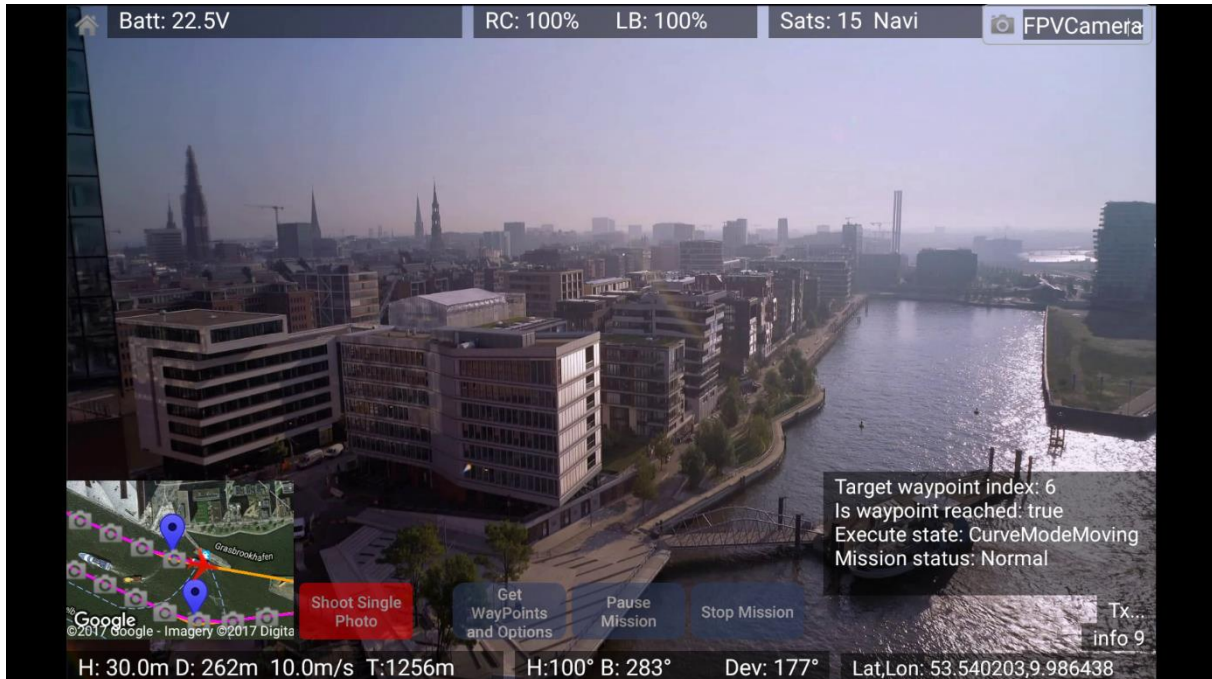 Batt: 22.5V
RC: 100% LB: 100%
Sats: 15 Navi
FPVCamera
Target waypoint index: 6
Is waypoint reached: true
Execute state: CurveModeMoving
Mission status: Normal
Grasbrookhafen
Google
©2017 Google - Imagery ©2017 Digita
Shoot Single
Photo
Get
WayPoints
and Options
Pause
Mission
Stop Mission
Tx...
info 9
H: 30.0m D: 262m 10.0m/s T:1256m
H:100° B: 283° Dev: 177°
Lat,Lon: 53.540203,9.986438